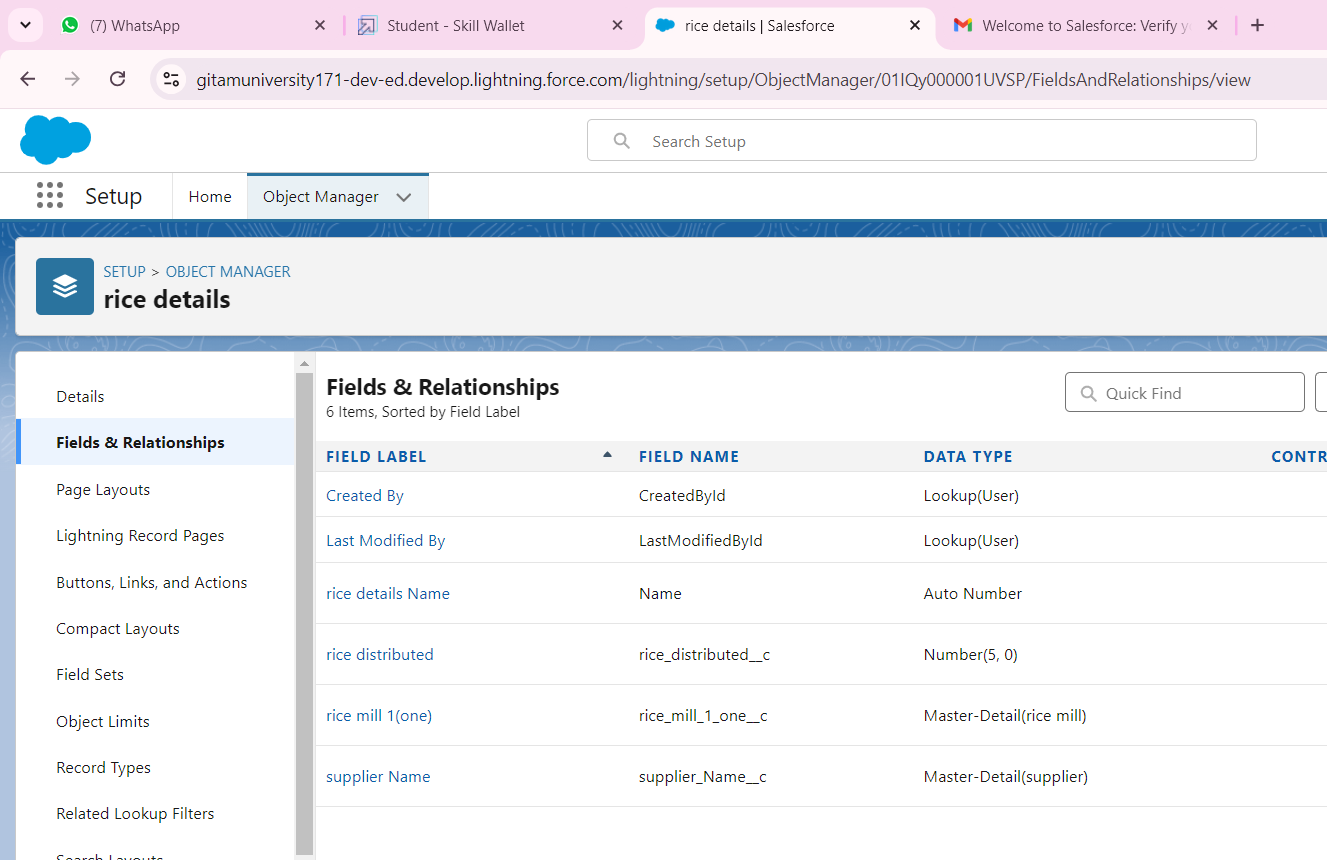 (7) WhatsApp
Student - Skill Wallet
rice details | Salesforce
Welcome to Salesforce: Verify y
gitamuniversity171-dev-ed.develop.lightning.force.com/lightning/setup/ObjectManager/01IQy000001UVSP/FieldsAndRelationships/view
Search Setup
Setup
Home
Object Manager
SETUP > OBJECT MANAGER
rice details
Details
Fields & Relationships
Page Layouts
Lightning Record Pages
Buttons, Links, and Actions
Compact Layouts
Field Sets
Object Limits
Record Types
Related Lookup Filters
Search Layouts
Fields & Relationships
6 Items, Sorted by Field Label
Quick Find
FIELD LABEL FIELD NAME DATA TYPE CONTR
Created By CreatedById Lookup(User)
Last Modified By LastModifiedById Lookup(User)
rice details Name Name Auto Number
rice distributed rice_distributed__c Number(5, 0)
rice mill 1(one) rice_mill_1_one__c Master-Detail(rice mill)
supplier Name supplier_Name__c Master-Detail(supplier)